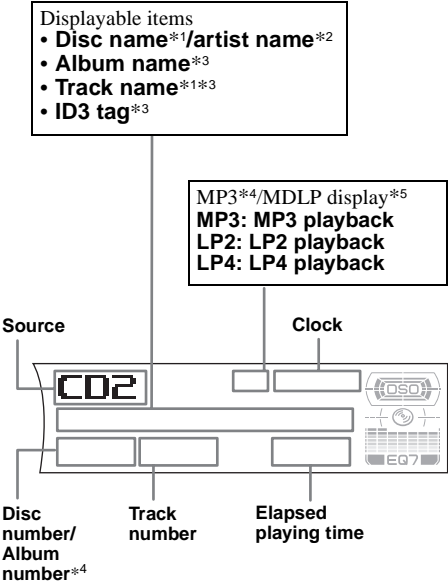 Displayable items
• Disc name*1/artist name*2
• Album name*3
• Track name*1*3
• ID3 tag*3
MP3*4/MDLP display*5
MP3: MP3 playback
LP2: LP2 playback
LP4: LP4 playback
Source
Clock
CD2
OSO
EQ7
Disc
number/
Album
number*4
Track
number
Elapsed
playing time